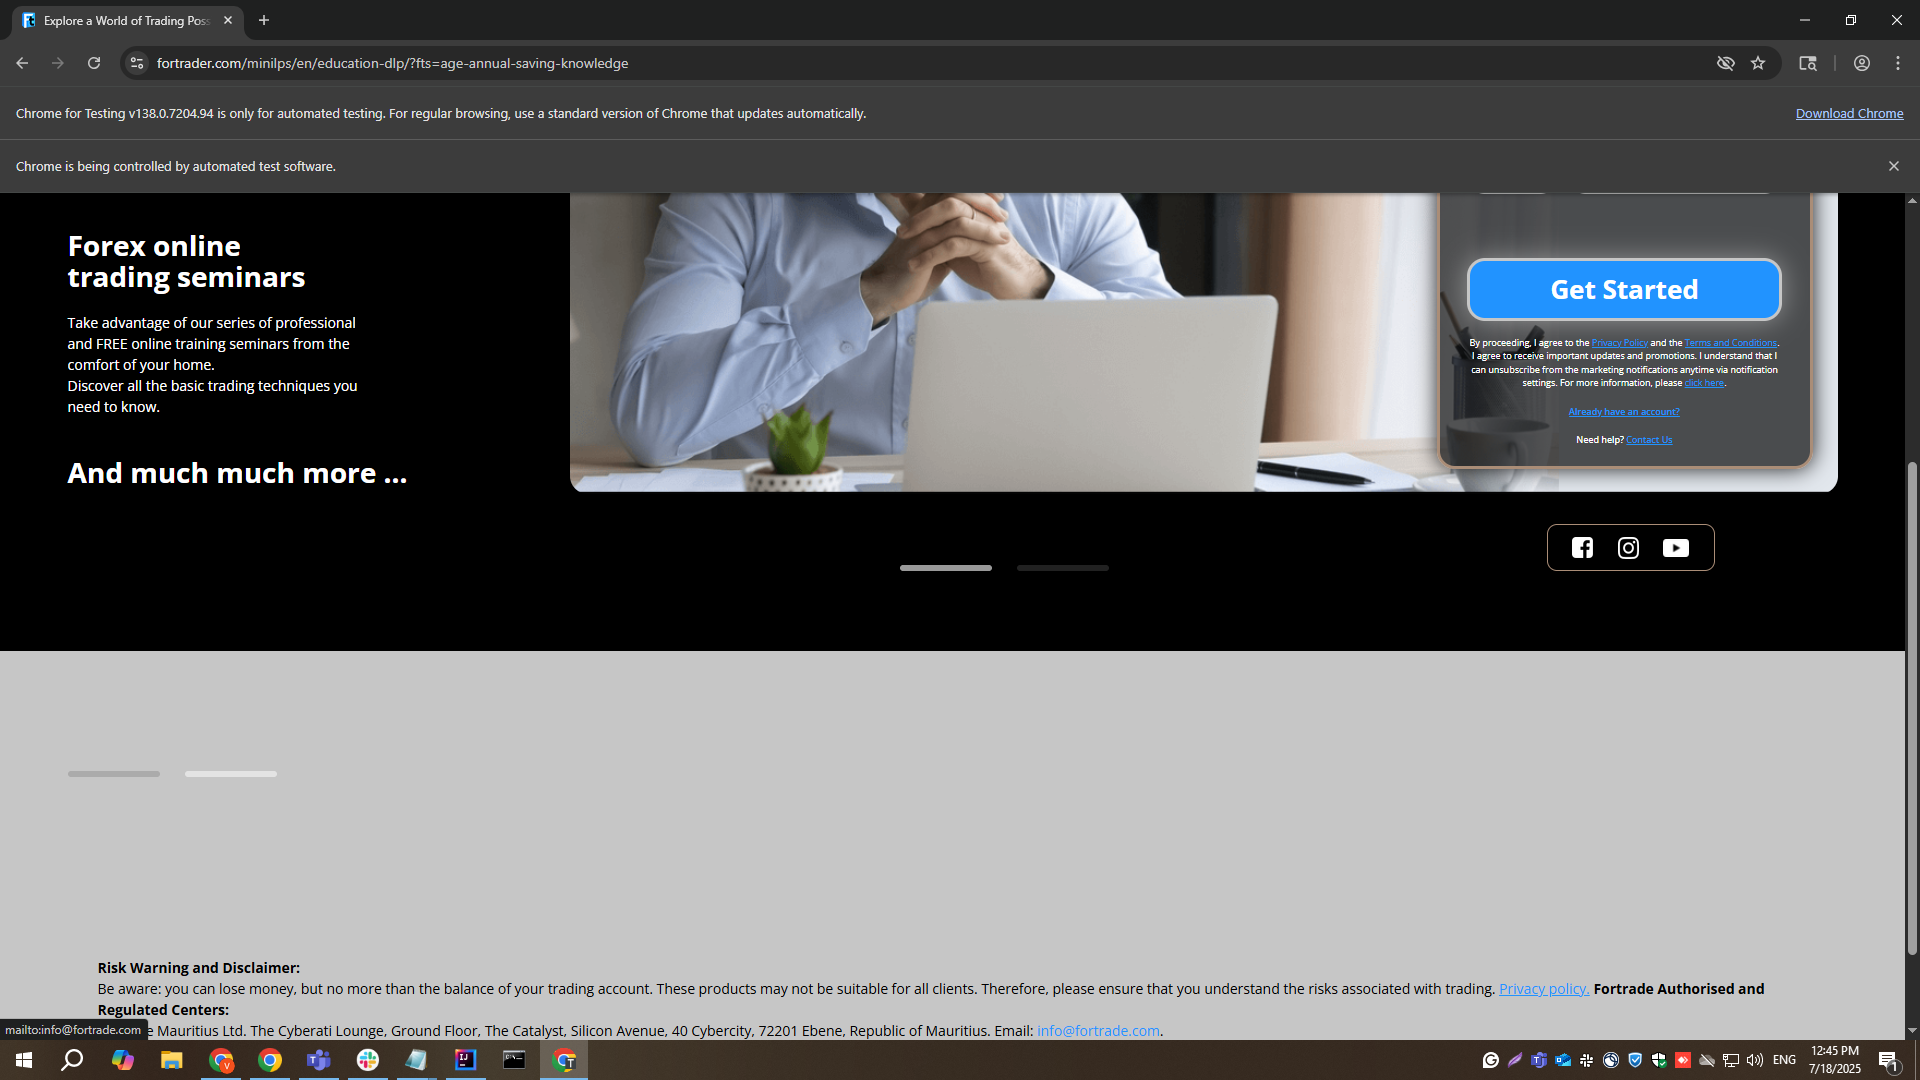 Explore a World of Trading Pos
fortrader.com/minilps/en/education-dlp/?fts=age-annual-saving-knowledge
Chrome for Testing v138.0.7204.94 is only for automated testing. For regular browsing, use a standard version of Chrome that updates automatically.
Download Chrome
Chrome is being controlled by automated test software.
Forex online
trading seminars
Take advantage of our series of professional
and FREE online training seminars from the
comfort of your home.
Discover all the basic trading techniques you
need to know.
And much much more ...
Get Started
By proceeding, I agree to the Privacy Policy and the Terms and Conditions.
I agree to receive important updates and promotions. I understand that I
can unsubscribe from the marketing notifications anytime via notification
settings. For more information, please click here.
Already have an account?
Need help? Contact Us
Risk Warning and Disclaimer:
Be aware: you can lose money, but no more than the balance of your trading account. These products may not be suitable for all clients. Therefore, please ensure that you understand the risks associated with trading. Privacy policy. Fortrade Authorised and
Regulated Centers:
Mauritius Ltd. The Cyberati Lounge, Ground Floor, The Catalyst, Silicon Avenue, 40 Cybercity, 72201 Ebene, Republic of Mauritius. Email: info@fortrade.com.
mailto:info@fortrade.com
ENG
12:45 PM
7/18/2025
1